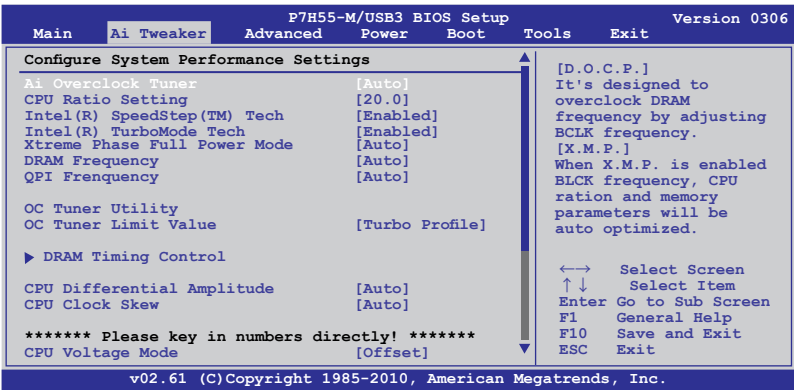 P7H55-M/USB3 BIOS Setup Version 0306
Main Ai Tweaker Advanced Power Boot Tools Exit
Configure System Performance Settings
Ai Overclock Tuner [Auto]
CPU Ratio Setting [20.0]
Intel(R) SpeedStep(TM) Tech [Enabled]
Intel(R) TurboMode Tech [Enabled]
Xtreme Phase Full Power Mode [Auto]
DRAM Frequency [Auto]
QPI Frenquency [Auto]
OC Tuner Utility
OC Tuner Limit Value [Turbo Profile]
DRAM Timing Control
CPU Differential Amplitude [Auto]
CPU Clock Skew [Auto]
******* Please key in numbers directly! *******
CPU Voltage Mode [Offset]
[D.O.C.P.]
It's designed to
overclock DRAM
frequency by adjusting
BCLK frequency.
[X.M.P.]
When X.M.P. is enabled
BLCK frequency, CPU
ration and memory
parameters will be
auto optimized.
←→ Select Screen
↑↓ Select Item
Enter Go to Sub Screen
F1 General Help
F10 Save and Exit
ESC Exit
v02.61 (C)Copyright 1985-2010, American Megatrends, Inc.